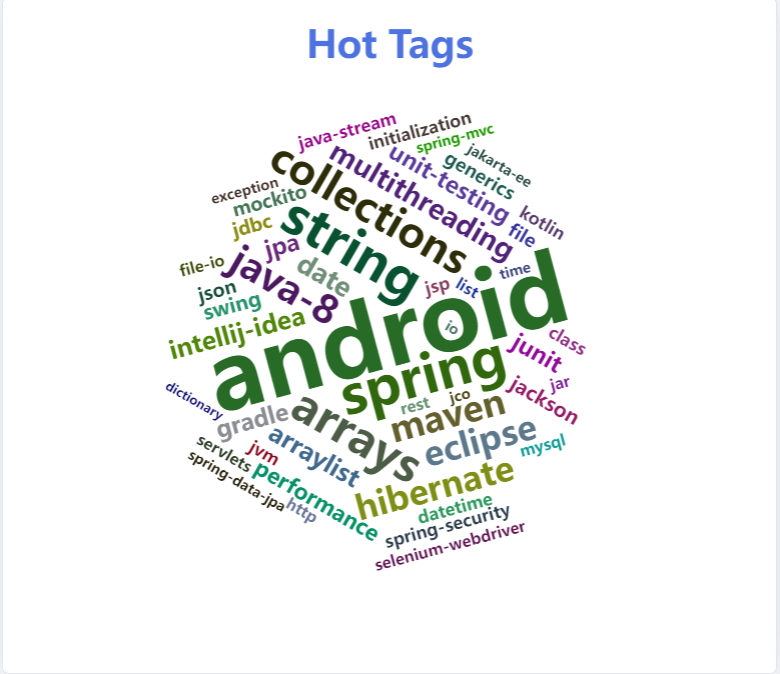 Hot Tags
java-stream
initialization
spring-mvc
jakarta-ee
collections
multithreading
unit-testing
generics
exception
mockito
kotlin
jdbc
string
file
jpa
file-io
date
java-8
time
json
jsp
list
swing
android
io
intellij-idea
class
junit
spring
jar
dictionary
jackson
rest
jco
gradle
arrays
maven
arraylist
eclipse
mysql
servlets
jvm
spring-data-jpa
performance
hibernate
http
datetime
spring-security
selenium-webdriver